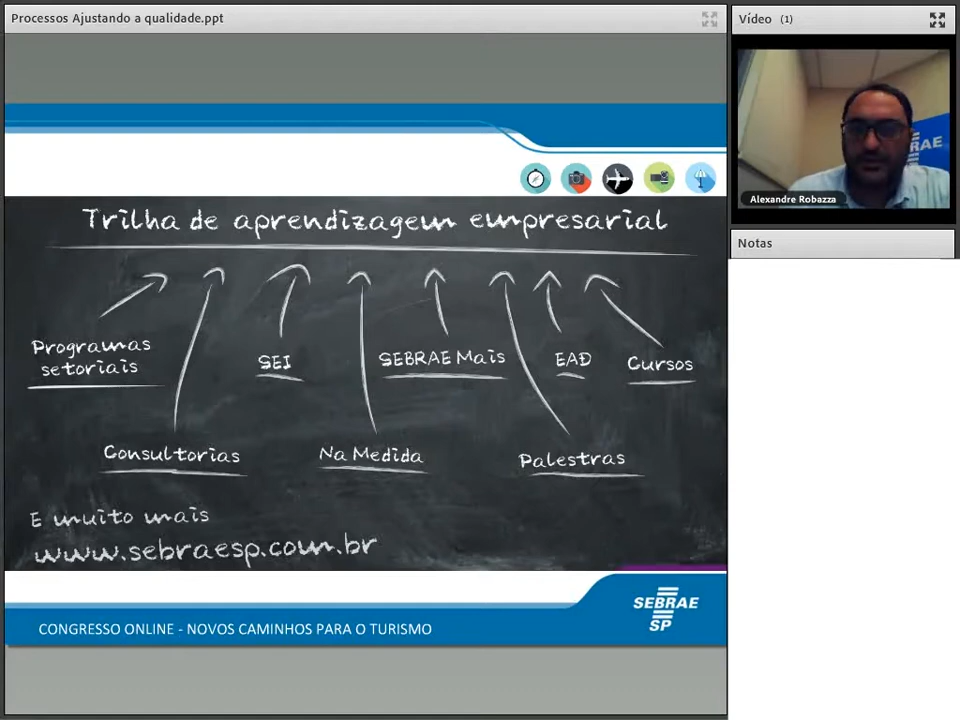 Processos Ajustando a qualidade.ppt
Vídeo (1)
RAE
Alexandre Robazza
Notas
Trilha de aprendizagem empresarial
Programas
setoriais
SEI
SEBRAE Mais
EAD
Cursos
Consultorias
Na Medida
Palestras
E muito mais
www.sebraesp.com.br
SEBRAE
SP
CONGRESSO ONLINE - NOVOS CAMINHOS PARA O TURISMO